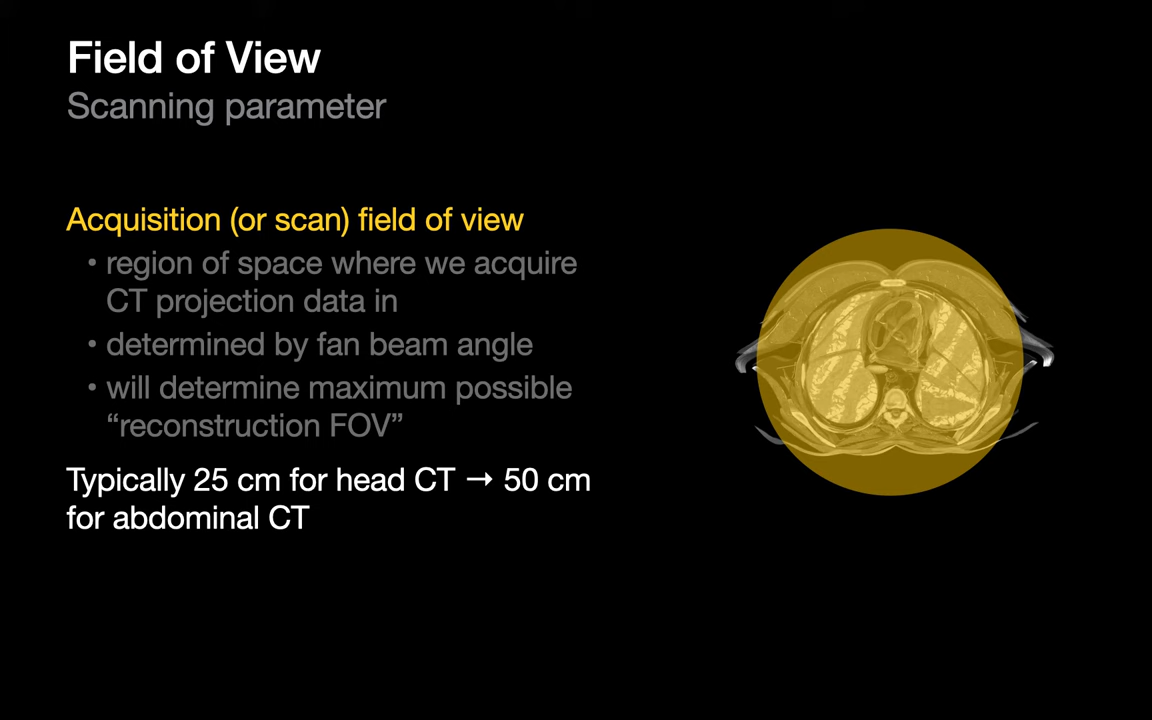 Field of View
Scanning parameter
Acquisition (or scan) field of view
• region of space where we acquire
CT projection data in
• determined by fan beam angle
• will determine maximum possible
“reconstruction FOV”
Typically 25 cm for head CT → 50 cm
for abdominal CT